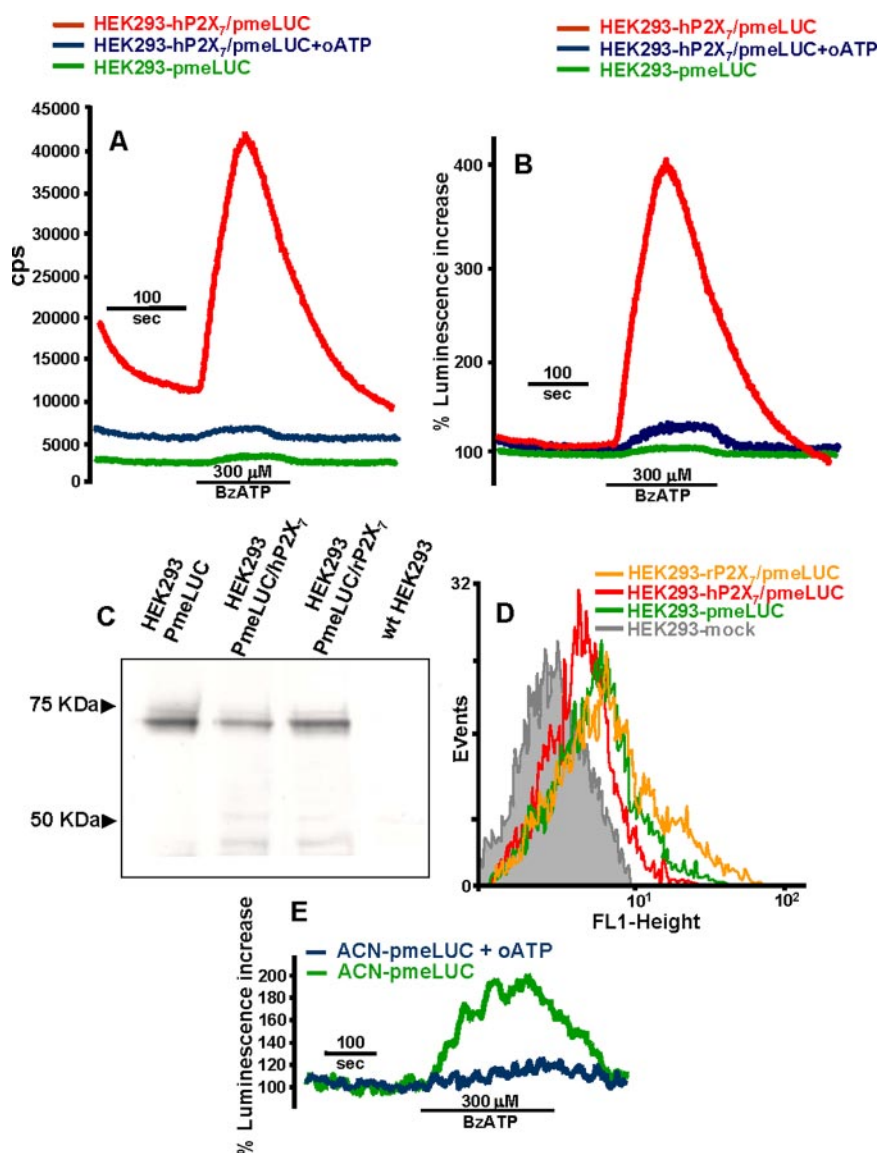 HEK293-hP2X₇/pmeLUC
HEK293-hP2X₇/pmeLUC+oATP
HEK293-pmeLUC
HEK293-hP2X₇/pmeLUC
HEK293-hP2X₇/pmeLUC+oATP
HEK293-pmeLUC
A
cps
45000
40000
35000
30000
25000
20000
15000
10000
5000
0
100
sec
300 µM
BzATP
B
% Luminescence increase
400
300
200
100
100
sec
300 µM
BzATP
C
HEK293
PmeLUC
HEK293
PmeLUC/hP2X₇
HEK293
PmeLUC/rP2X₇
wt HEK293
75 KDa
50 KDa
D
HEK293-rP2X₇/pmeLUC
HEK293-hP2X₇/pmeLUC
HEK293-pmeLUC
HEK293-mock
Events
32
0
10¹
10²
FL1-Height
E
ACN-pmeLUC + oATP
ACN-pmeLUC
% Luminescence increase
200
180
160
140
120
100
100
sec
300 µM
BzATP